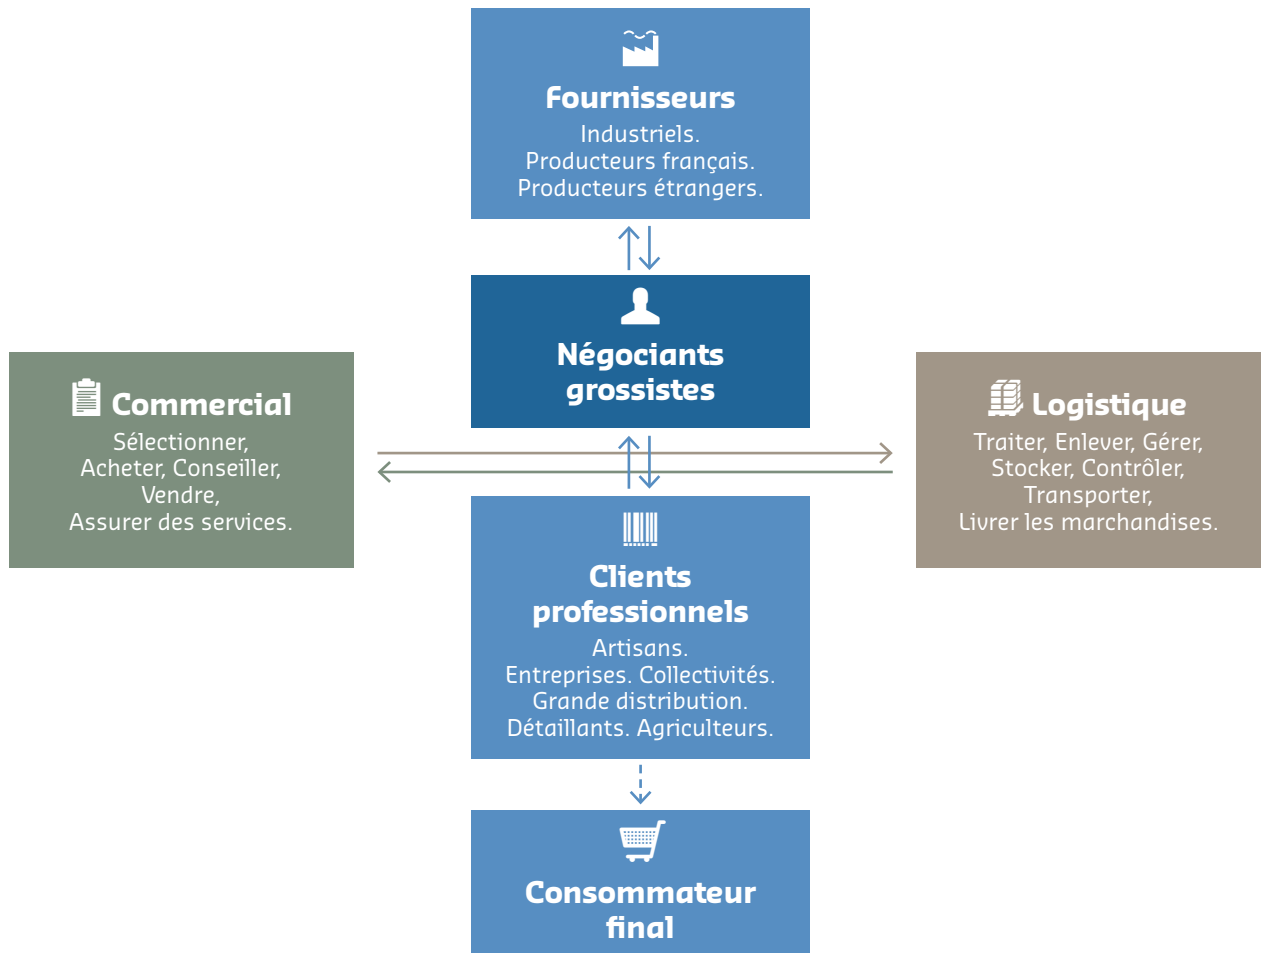 Fournisseurs
Industriels.
Producteurs français.
Producteurs étrangers.
Négociants
grossistes
Commercial
Sélectionner,
Acheter, Conseiller,
Vendre,
Assurer des services.
Logistique
Traiter, Enlever, Gérer,
Stocker, Contrôler,
Transporter,
Livrer les marchandises.
Clients
professionnels
Artisans.
Entreprises. Collectivités.
Grande distribution.
Détaillants. Agriculteurs.
Consommateur
final